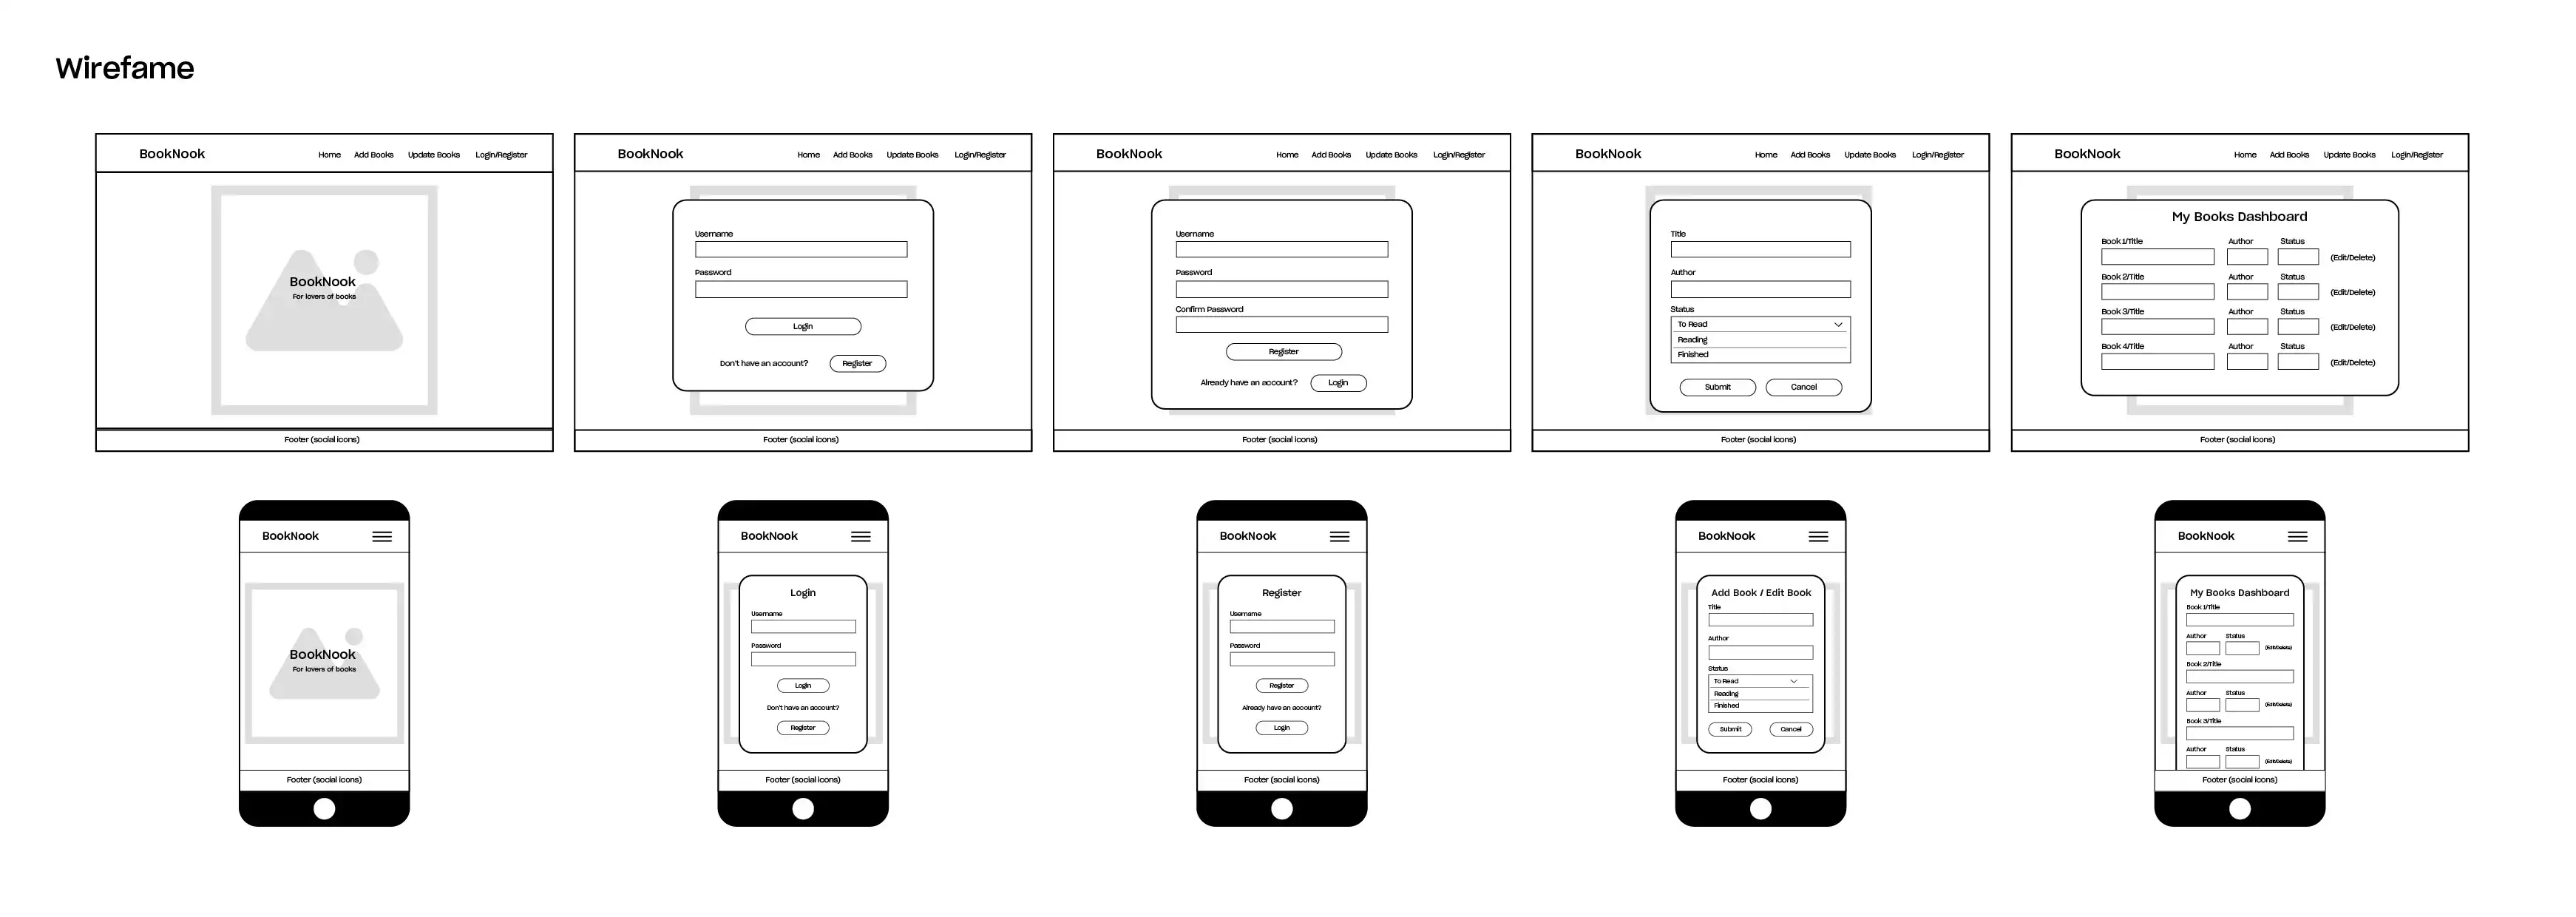 Wirefame
BookNook Home Add Books Update Books Login/Register
BookNook
For lovers of books
Footer (social icons)
BookNook Home Add Books Update Books Login/Register
Username
Password
Login
Don't have an account? Register
Footer (social icons)
BookNook Home Add Books Update Books Login/Register
Username
Password
Confirm Password
Register
Already have an account? Login
Footer (social icons)
BookNook Home Add Books Update Books Login/Register
Title
Author
Status
To Read
Reading
Finished
Submit Cancel
Footer (social icons)
BookNook Home Add Books Update Books Login/Register
My Books Dashboard
Book 1/Title Author Status
(Edit/Delete)
Book 2/Title Author Status
(Edit/Delete)
Book 3/Title Author Status
(Edit/Delete)
Book 4/Title Author Status
(Edit/Delete)
Footer (social icons)
BookNook
BookNook
For lovers of books
Footer (social icons)
BookNook
Login
Username
Password
Login
Don't have an account?
Register
Footer (social icons)
BookNook
Register
Username
Password
Register
Already have an account?
Login
Footer (social icons)
BookNook
Add Book / Edit Book
Title
Author
Status
To Read
Reading
Finished
Submit Cancel
Footer (social icons)
BookNook
My Books Dashboard
Book 1/Title
Author Status
(Edit/Delete)
Book 2/Title
Author Status
(Edit/Delete)
Book 3/Title
Author Status
(Edit/Delete)
Footer (social icons)